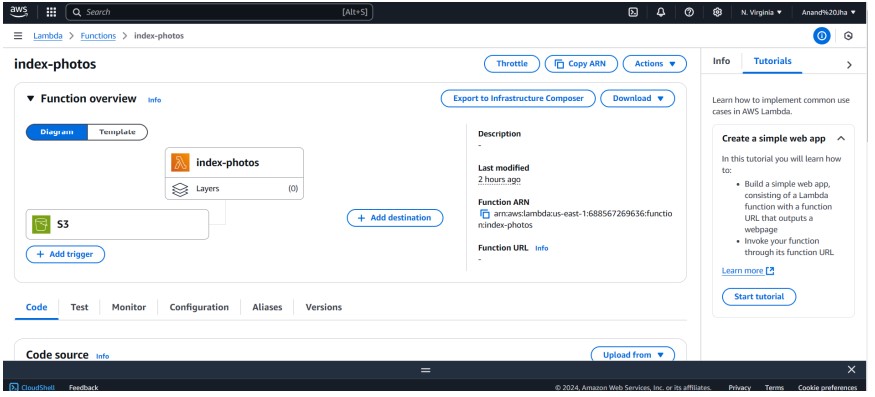 aws
Search
[Alt+S]
N. Virginia ▼
Anand%20Jha ▼
Lambda > Functions > index-photos
index-photos
Throttle
Copy ARN
Actions ▼
▼ Function overview Info
Export to Infrastructure Composer
Download ▼
Diagram
Template
index-photos
Layers (0)
S3
+ Add trigger
+ Add destination
Description
-
Last modified
2 hours ago
Function ARN
arn:aws:lambda:us-east-1:688567269636:functio
n:index-photos
Function URL Info
-
Code
Test
Monitor
Configuration
Aliases
Versions
Code source Info
Upload from ▼
Info
Tutorials
Learn how to implement common use
cases in AWS Lambda.
Create a simple web app
In this tutorial you will learn how
to:
• Build a simple web app,
consisting of a Lambda
function with a function
URL that outputs a
webpage
• Invoke your function
through its function URL
Learn more
Start tutorial
CloudShell
Feedback
© 2024, Amazon Web Services, Inc. or its affiliates.
Privacy
Terms
Cookie preferences